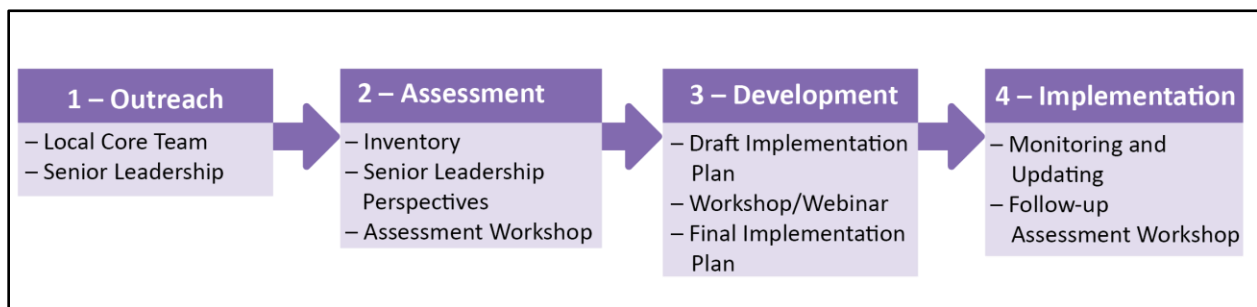 1 – Outreach
– Local Core Team
– Senior Leadership
2 – Assessment
– Inventory
– Senior Leadership
Perspectives
– Assessment Workshop
3 – Development
– Draft Implementation
Plan
– Workshop/Webinar
– Final Implementation
Plan
4 – Implementation
– Monitoring and
Updating
– Follow-up
Assessment Workshop